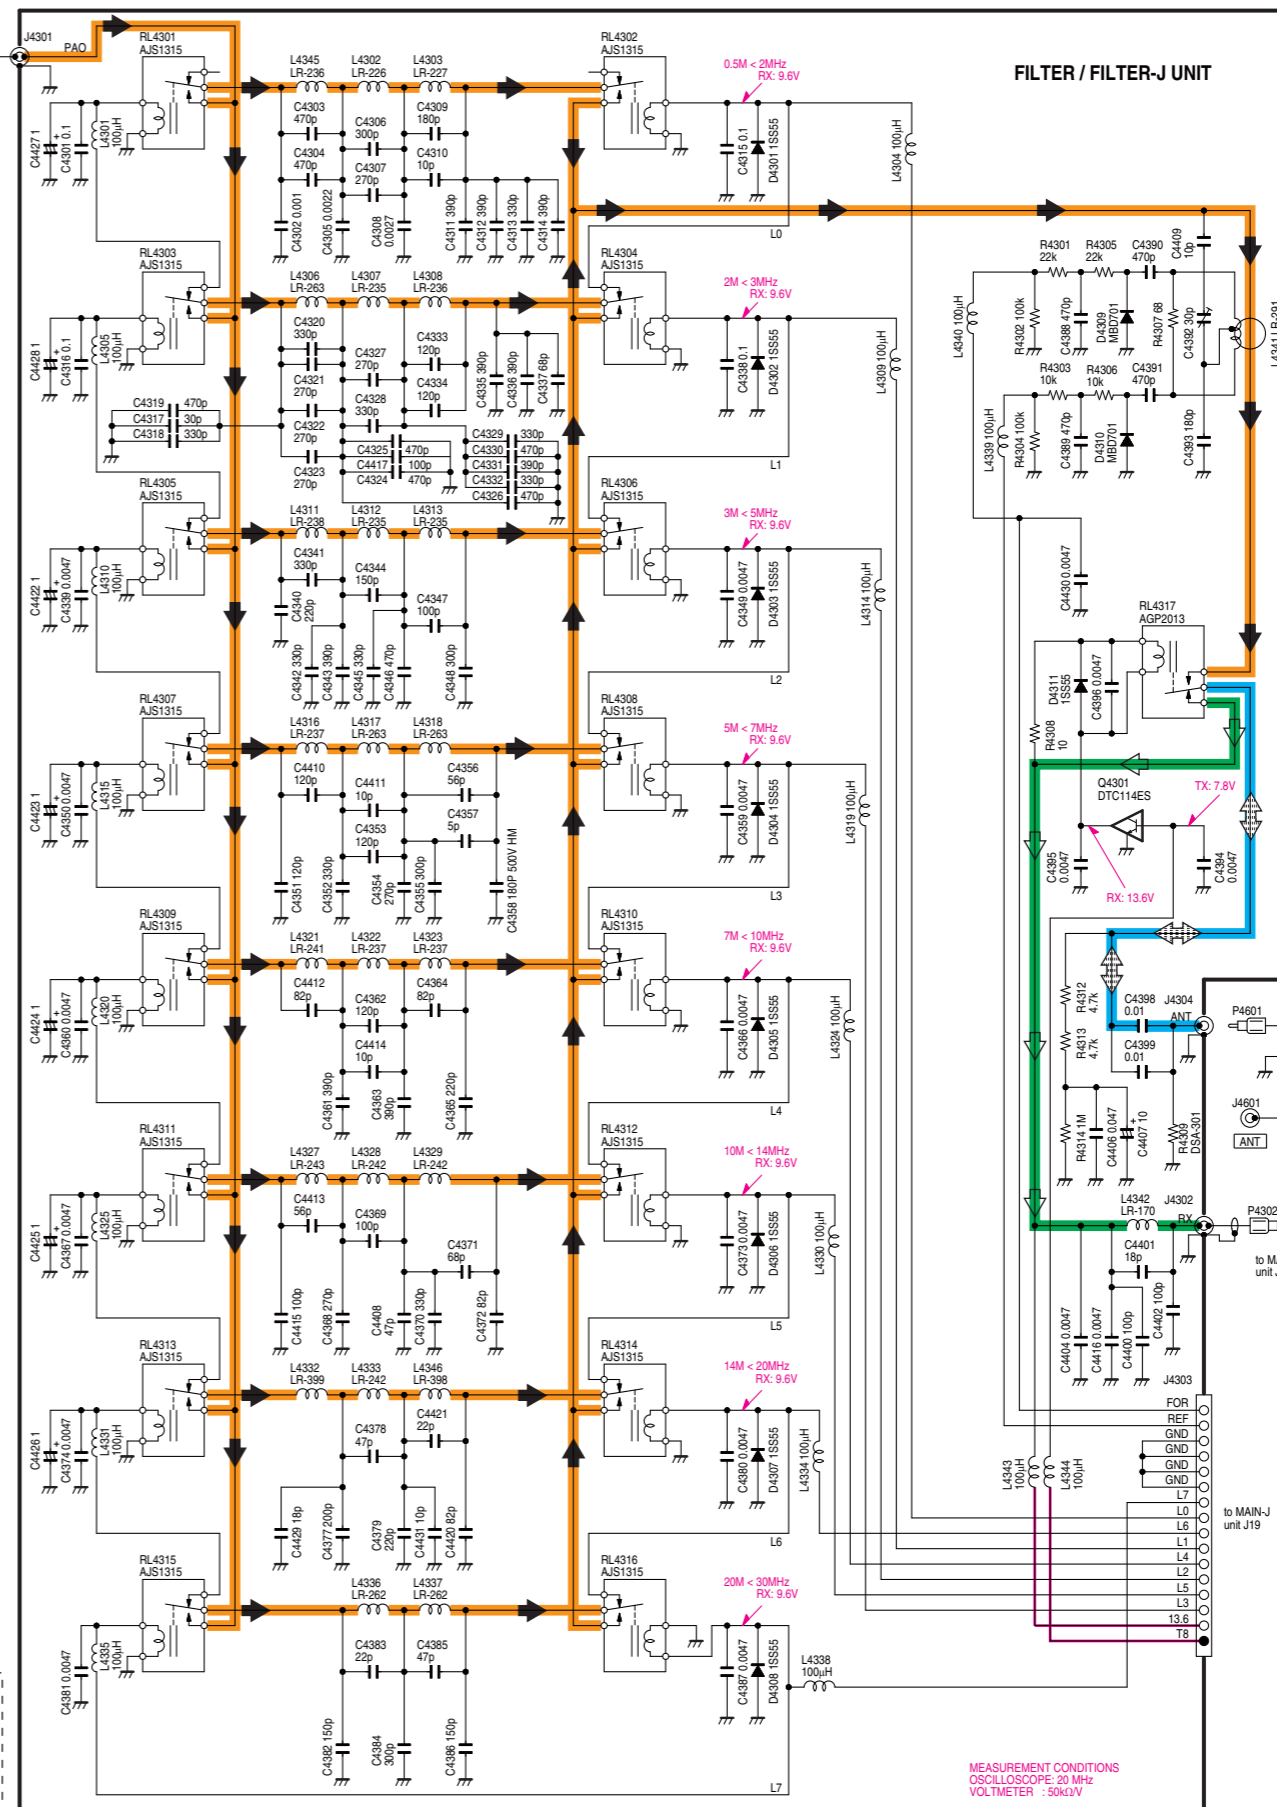 FILTER / FILTER-J UNIT
J4301
PAO
RL4301
AJS1315
L4345
LR-236
L4302
LR-226
L4303
LR-227
RL4302
AJS1315
0.5M < 2MHz
RX: 9.6V
C4427 1
C4301 0.1
L4301
100µH
C4303
470p
C4304
470p
C4306
300p
C4307
270p
C4309
180p
C4310
10p
C4302 0.001
C4305 0.0022
C4308
0.0027
C4311 390p
C4312 390p
C4313 330p
C4314 390p
C4315 0.1
D4301 1SS55
L4304 100µH
L0
RL4303
AJS1315
L4306
LR-263
L4307
LR-235
L4308
LR-236
RL4304
AJS1315
2M < 3MHz
RX: 9.6V
C4428 1
C4316 0.1
L4305
100µH
C4320
330p
C4321
270p
C4322
270p
C4323
270p
C4327
270p
C4328
330p
C4333
120p
C4334
120p
C4335 390p
C4336 390p
C4337 68p
C4319 470p
C4317 30p
C4318 330p
C4325 470p
C4417 100p
C4324 470p
C4329 330p
C4330 470p
C4331 390p
C4332 330p
C4326 470p
C4338 0.1
D4302 1SS55
L4309 100µH
L1
RL4305
AJS1315
L4311
LR-238
L4312
LR-235
L4313
LR-235
RL4306
AJS1315
3M < 5MHz
RX: 9.6V
C4422 1
C4339 0.0047
L4310
100µH
C4341
330p
C4340
220p
C4344
150p
C4347
100p
C4342 330p
C4343 390p
C4345 330p
C4346 470p
C4348 300p
C4349 0.0047
D4303 1SS55
L4314 100µH
L2
RL4307
AJS1315
L4316
LR-237
L4317
LR-263
L4318
LR-263
RL4308
AJS1315
5M < 7MHz
RX: 9.6V
C4423 1
C4350 0.0047
L4315
100µH
C4410
120p
C4411
10p
C4353
120p
C4356
56p
C4357
5p
C4351 120p
C4352 330p
C4354
270p
C4355 300p
C4358 180P 500V HM
C4359 0.0047
D4304 1SS55
L4319 100µH
L3
RL4309
AJS1315
L4321
LR-241
L4322
LR-237
L4323
LR-237
RL4310
AJS1315
7M < 10MHz
RX: 9.6V
C4424 1
C4360 0.0047
L4320
100µH
C4412
82p
C4362
120p
C4414
10p
C4364
82p
C4361 390p
C4363
390p
C4365 220p
C4366 0.0047
D4305 1SS55
L4324 100µH
L4
RL4311
AJS1315
L4327
LR-243
L4328
LR-242
L4329
LR-242
RL4312
AJS1315
10M < 14MHz
RX: 9.6V
C4425 1
C4367 0.0047
L4325
100µH
C4413
56p
C4369
100p
C4371
68p
C4415 100p
C4368 270p
C4408
47p
C4370 330p
C4372 82p
C4373 0.0047
D4306 1SS55
L4330 100µH
L5
RL4313
AJS1315
L4332
LR-399
L4333
LR-242
L4346
LR-398
RL4314
AJS1315
14M < 20MHz
RX: 9.6V
C4426 1
C4374 0.0047
L4331
100µH
C4378
47p
C4421
22p
C4429 18p
C4377 200p
C4379
220p
C4431 10p
C4420 82p
C4380 0.0047
D4307 1SS55
L4334 100µH
L6
RL4315
AJS1315
L4336
LR-262
L4337
LR-262
RL4316
AJS1315
20M < 30MHz
RX: 9.6V
C4381 0.0047
L4335
100µH
C4383
22p
C4385
47p
C4382 150p
C4384
300p
C4386 150p
C4387 0.0047
D4308 1SS55
L4338
100µH
L7
L4340 100µH
R4301
22k
R4305
22k
C4390
470p
C4409
10p
R4302 100k
C4388 470p
D4309
MBD701
R4307 68
C4392 30p
L4341 LR-291
L4339 100µH
R4303
10k
R4306
10k
C4391
470p
R4304 100k
C4389 470p
D4310
MBD701
C4393 180p
C4430 0.0047
RL4317
AGP2013
D4311
1SS55
C4396 0.0047
R4308
10
Q4301
DTC114ES
TX: 7.8V
C4395
0.0047
RX: 13.6V
C4394
0.0047
R4312
4.7k
R4313
4.7k
C4398
0.01
C4399
0.01
J4304
ANT
P4601
J4601
ANT
R4314 1M
C4406 0.047
C4407 10
R4309
DSA-301
L4342
LR-170
J4302
RX
P4302
to MA
unit J
C4401
18p
C4404 0.0047
C4416 0.0047
C4400 100p
C4402 100p
J4303
L4343
100µH
L4344
100µH
FOR
REF
GND
GND
GND
GND
L7
L0
L6
L1
L4
L2
L5
L3
13.6
T8
to MAIN-J
unit J19
MEASUREMENT CONDITIONS
OSCILLOSCOPE: 20 MHz
VOLTMETER : 50kΩ/V